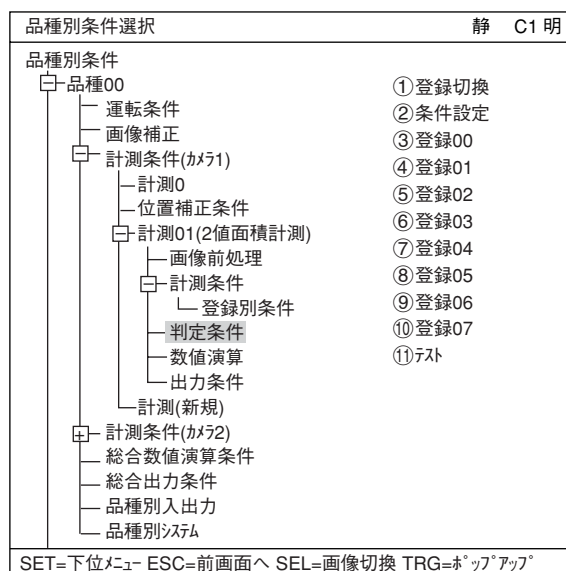 品種別条件選択 静 C1 明
品種別条件
品種00
運転条件
画像補正
計測条件(ｶﾒﾗ1)
計測0
位置補正条件
計測01(2値面積計測)
画像前処理
計測条件
登録別条件
判定条件
数値演算
出力条件
計測(新規)
計測条件(ｶﾒﾗ2)
総合数値演算条件
総合出力条件
品種別入出力
品種別ｼｽﾃﾑ
①登録切換
②条件設定
③登録00
④登録01
⑤登録02
⑥登録03
⑦登録04
⑧登録05
⑨登録06
⑩登録07
⑪ﾃｽﾄ
SET=下位ﾒﾆｭｰ ESC=前画面へ SEL=画像切換 TRG=ﾎﾟｯﾌﾟｱｯﾌﾟ